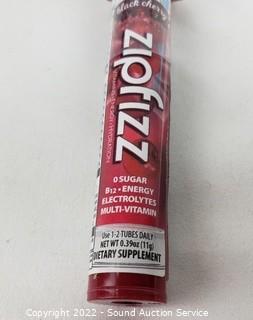 black cherry
zipfizz
0 SUGAR
B12 • ENERGY
ELECTROLYTES
MULTI-VITAMIN
Use 1-2 TUBES DAILY
NET WT 0.39oz (11g)
DIETARY SUPPLEMENT
Copyright 2022 - Sound Auction Service